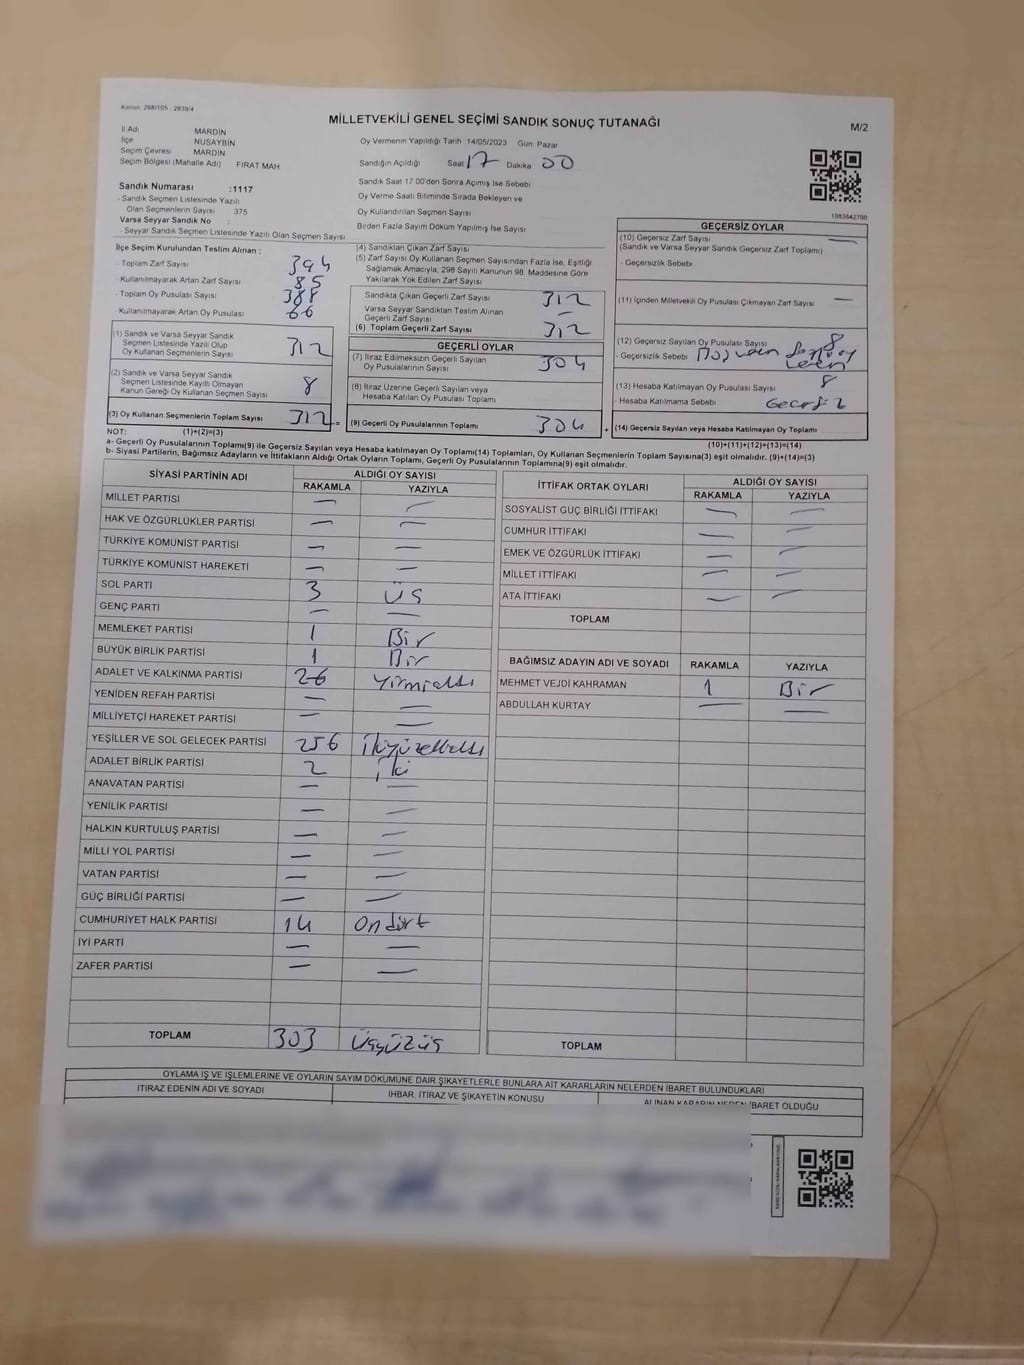 Kanun: 298/105 , 2839/4
MİLLETVEKİLİ GENEL SEÇİMİ SANDIK SONUÇ TUTANAĞI
M/2
İl Adı MARDİN
İlçe NUSAYBİN
Seçim Çevresi MARDİN
Seçim Bölgesi (Mahalle Adı) FIRAT MAH
Oy Vermenin Yapıldığı Tarih 14/05/2023 Gün Pazar
Sandığın Açıldığı Saat 17 Dakika 00
Sandık Saat 17:00'den Sonra Açılmış İse Sebebi
Oy Verme Saati Bitiminde Sırada Bekleyen ve
Oy Kullandırılan Seçmen Sayısı
Birden Fazla Sayım Döküm Yapılmış İse Sayısı
Sandık Numarası :1117
- Sandık Seçmen Listesinde Yazılı
Olan Seçmenlerin Sayısı 375
Varsa Seyyar Sandık No :
- Seyyar Sandık Seçmen Listesinde Yazılı Olan Seçmen Sayısı
1083842700
İlçe Seçim Kurulundan Teslim Alınan :
- Toplam Zarf Sayısı 394
- Kullanılmayarak Artan Zarf Sayısı 85
- Toplam Oy Pusulası Sayısı 388
- Kullanılmayarak Artan Oy Pusulası 66
(1) Sandık ve Varsa Seyyar Sandık
Seçmen Listesinde Yazılı Olup
Oy Kullanan Seçmenlerin Sayısı 312
(2) Sandık ve Varsa Seyyar Sandık
Seçmen Listesinde Kayıtlı Olmayan
Kanun Gereği Oy Kullanan Seçmen Sayısı 8
(3) Oy Kullanan Seçmenlerin Toplam Sayısı 312 =
(4) Sandıktan Çıkan Zarf Sayısı
(5) Zarf Sayısı Oy Kullanan Seçmen Sayısından Fazla İse, Eşitliği
Sağlamak Amacıyla, 298 Sayılı Kanunun 98. Maddesine Göre
Yakılarak Yok Edilen Zarf Sayısı
Sandıkta Çıkan Geçerli Zarf Sayısı 312
Varsa Seyyar Sandıktan Teslim Alınan
Geçerli Zarf Sayısı —
(6) Toplam Geçerli Zarf Sayısı 312
GEÇERLİ OYLAR
(7) İtiraz Edilmeksizin Geçerli Sayılan
Oy Pusulalarının Sayısı 304
(8) İtiraz Üzerine Geçerli Sayılan veya
Hesaba Katılan Oy Pusulası Toplamı
(9) Geçerli Oy Pusulalarının Toplamı 304 +
GEÇERSİZ OYLAR
(10) Geçersiz Zarf Sayısı —
(Sandık ve Varsa Seyyar Sandık Geçersiz Zarf Toplamı)
- Geçersizlik Sebebi
(11) İçinden Milletvekili Oy Pusulası Çıkmayan Zarf Sayısı —
(12) Geçersiz Sayılan Oy Pusulası Sayısı 8
- Geçersizlik Sebebi
(13) Hesaba Katılmayan Oy Pusulası Sayısı 8
- Hesaba Katılmama Sebebi Geçersiz
(14) Geçersiz Sayılan veya Hesaba Katılmayan Oy Toplamı
NOT: (1)+(2)=(3) (10)+(11)+(12)+(13)=(14)
a- Geçerli Oy Pusulalarının Toplamı(9) ile Geçersiz Sayılan veya Hesaba katılmayan Oy Toplamı(14) Toplamları, Oy Kullanan Seçmenlerin Toplam Sayısına(3) eşit olmalıdır. (9)+(14)=(3)
b- Siyasi Partilerin, Bağımsız Adayların ve İttifakların Aldığı Oyların Toplamı, Geçerli Oy Pusulalarının Toplamına(9) eşit olmalıdır.
SİYASİ PARTİNİN ADI ALDIĞI OY SAYISI
RAKAMLA YAZIYLA
MİLLET PARTİSİ — —
HAK VE ÖZGÜRLÜKLER PARTİSİ — —
TÜRKİYE KOMÜNİST PARTİSİ — —
TÜRKİYE KOMÜNİST HAREKETİ — —
SOL PARTİ 3 üç
GENÇ PARTİ — —
MEMLEKET PARTİSİ 1 Bir
BÜYÜK BİRLİK PARTİSİ 1 Bir
ADALET VE KALKINMA PARTİSİ 26 yirmialtı
YENİDEN REFAH PARTİSİ — —
MİLLİYETÇİ HAREKET PARTİSİ — —
YEŞİLLER VE SOL GELECEK PARTİSİ 256 ikiyüzellialtı
ADALET BİRLİK PARTİSİ 2 iki
ANAVATAN PARTİSİ — —
YENİLİK PARTİSİ — —
HALKIN KURTULUŞ PARTİSİ — —
MİLLİ YOL PARTİSİ — —
VATAN PARTİSİ — —
GÜÇ BİRLİĞİ PARTİSİ — —
CUMHURİYET HALK PARTİSİ 14 ondört
İYİ PARTİ — —
ZAFER PARTİSİ — —
TOPLAM 303 üçyüzüç
İTTİFAK ORTAK OYLARI ALDIĞI OY SAYISI
RAKAMLA YAZIYLA
SOSYALİST GÜÇ BİRLİĞİ İTTİFAKI — —
CUMHUR İTTİFAKI — —
EMEK VE ÖZGÜRLÜK İTTİFAKI — —
MİLLET İTTİFAKI — —
ATA İTTİFAKI — —
TOPLAM
BAĞIMSIZ ADAYIN ADI VE SOYADI RAKAMLA YAZIYLA
MEHMET VEJDİ KAHRAMAN 1 Bir
ABDULLAH KURTAY — —
TOPLAM
OYLAMA İŞ VE İŞLEMLERİNE VE OYLARIN SAYIM DÖKÜMÜNE DAİR ŞİKAYETLERLE BUNLARA AİT KARARLARIN NELERDEN İBARET BULUNDUKLARI
İTİRAZ EDENİN ADI VE SOYADI İHBAR, İTİRAZ VE ŞİKAYETİN KONUSU ALINAN KARARIN NEDEN İBARET OLDUĞU